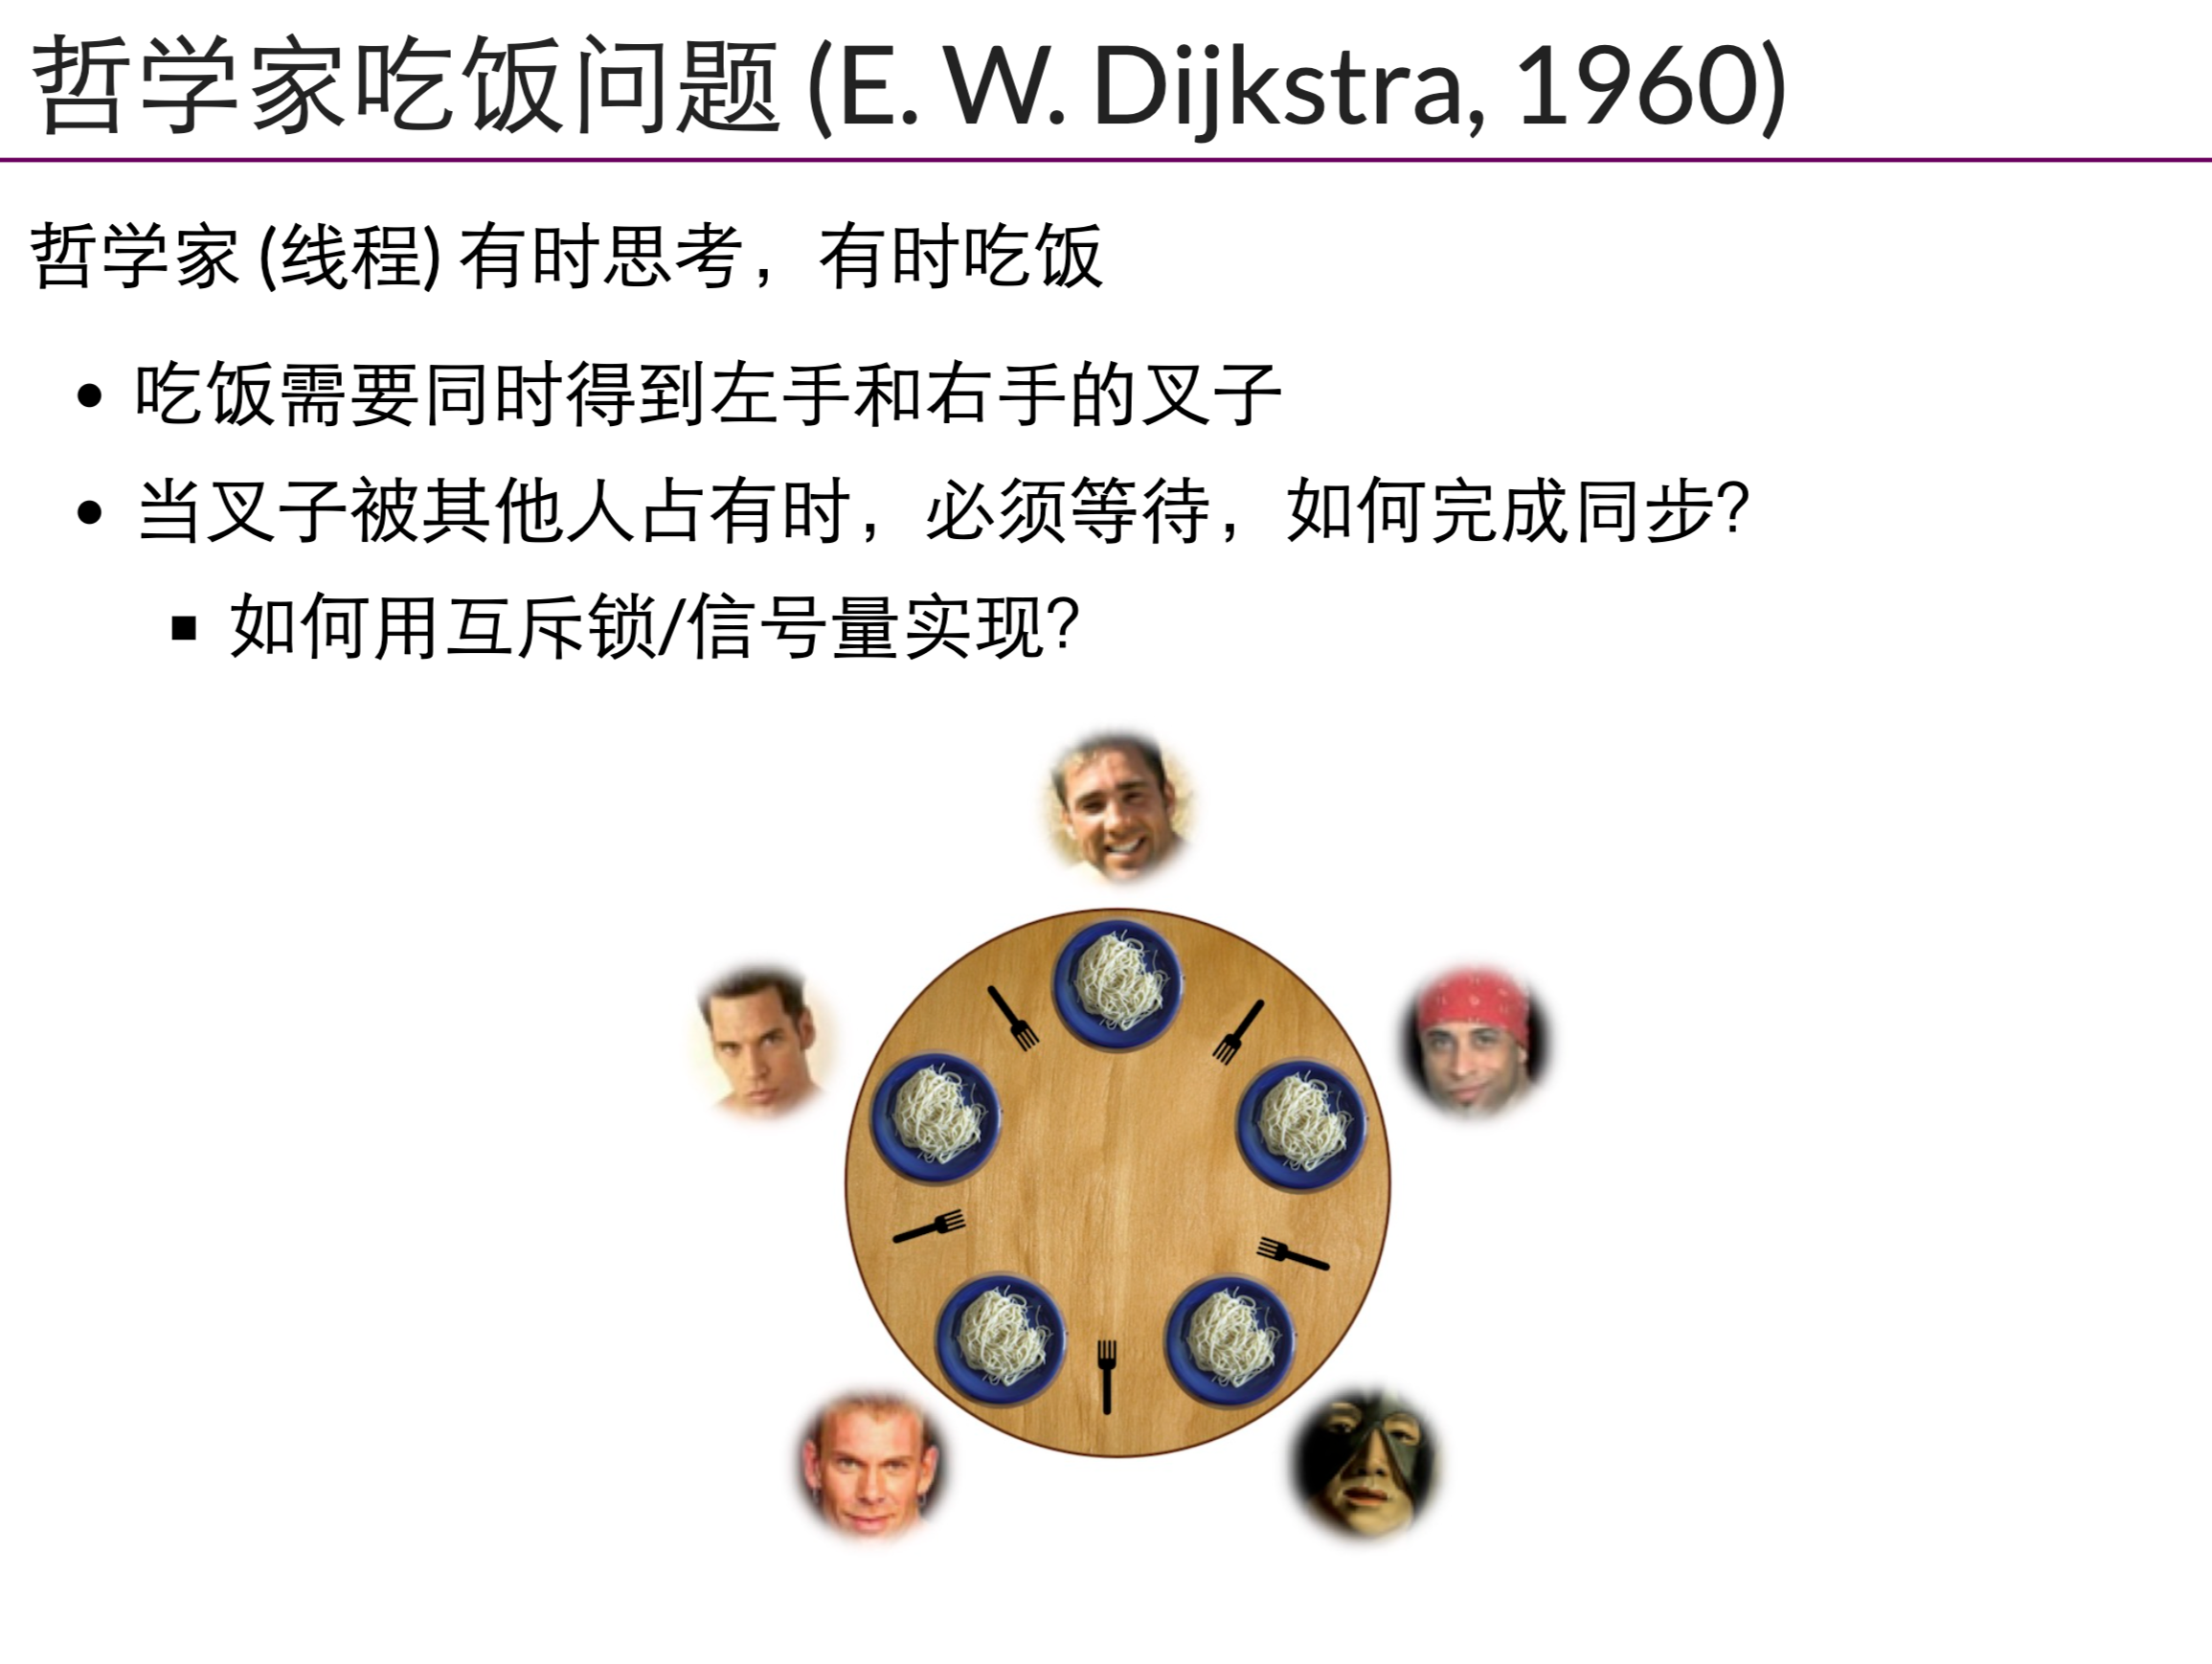 哲学家吃饭问题 (E. W. Dijkstra, 1960)
哲学家 (线程) 有时思考，有时吃饭
• 吃饭需要同时得到左手和右手的叉子
• 当叉子被其他人占有时，必须等待，如何完成同步？
▪ 如何用互斥锁/信号量实现？